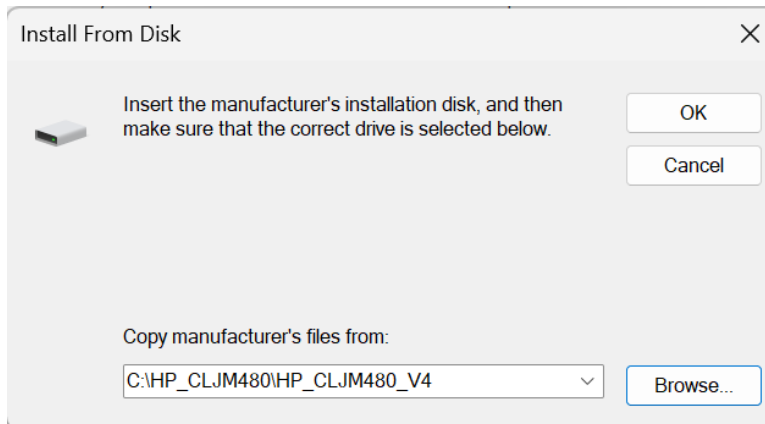 Install From Disk
Insert the manufacturer's installation disk, and then
make sure that the correct drive is selected below.
OK
Cancel
Copy manufacturer's files from:
C:\HP_CLJM480\HP_CLJM480_V4
Browse...